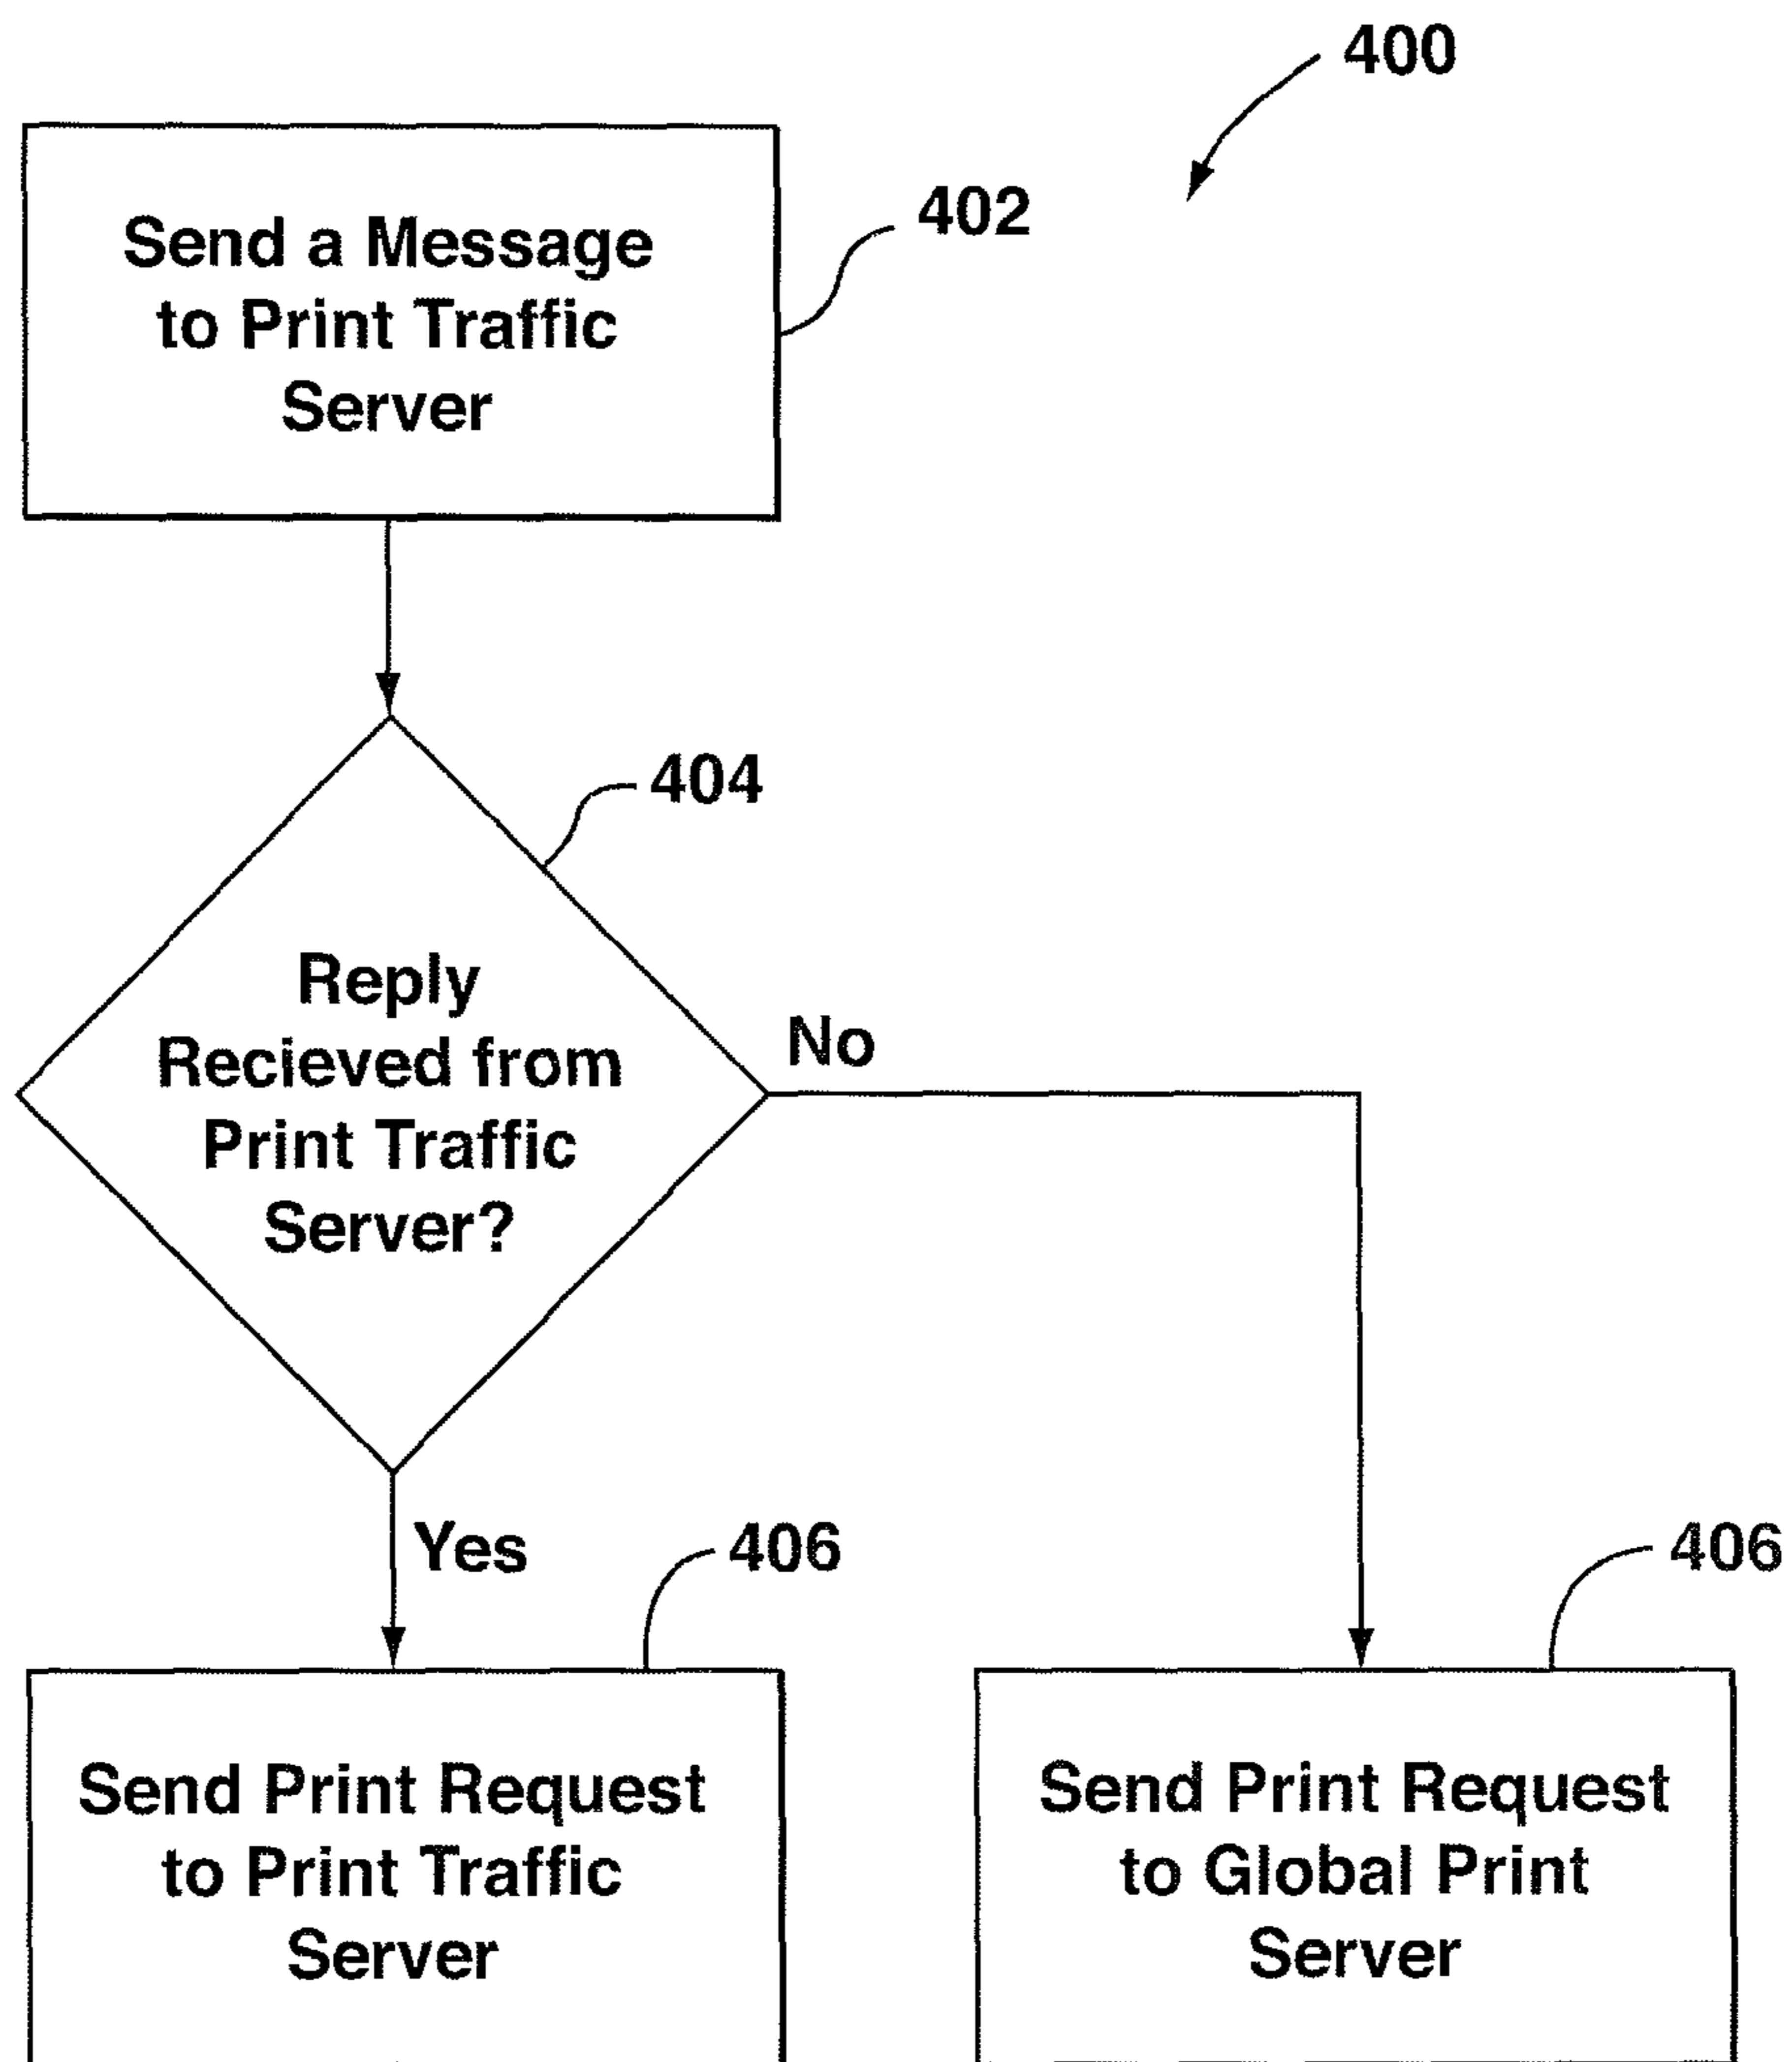 400
402
Send a Message
to Print Traffic
Server
404
Reply
Recieved from
Print Traffic
Server?
No
Yes
406
406
Send Print Request
to Print Traffic
Server
Send Print Request
to Global Print
Server